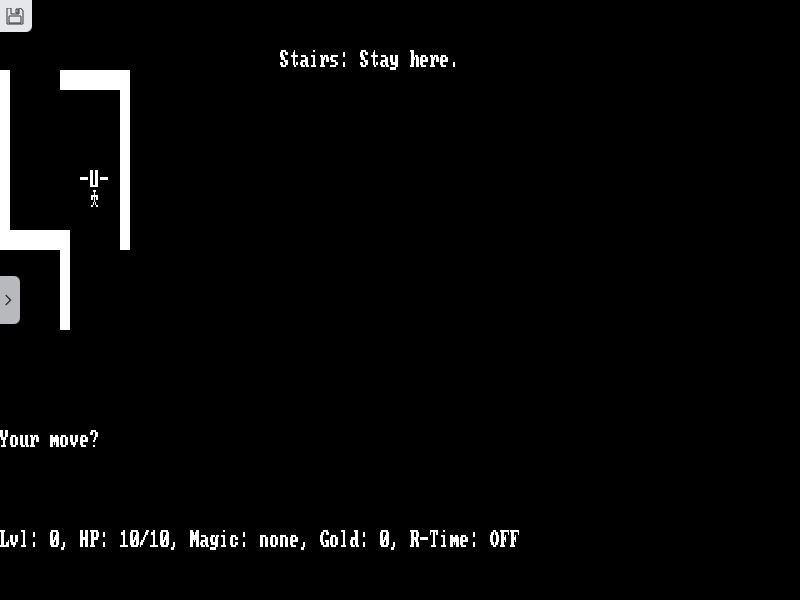 Stairs: Stay here.
Your move?
Lvl: 0, HP: 10/10, Magic: none, Gold: 0, R-Time: OFF